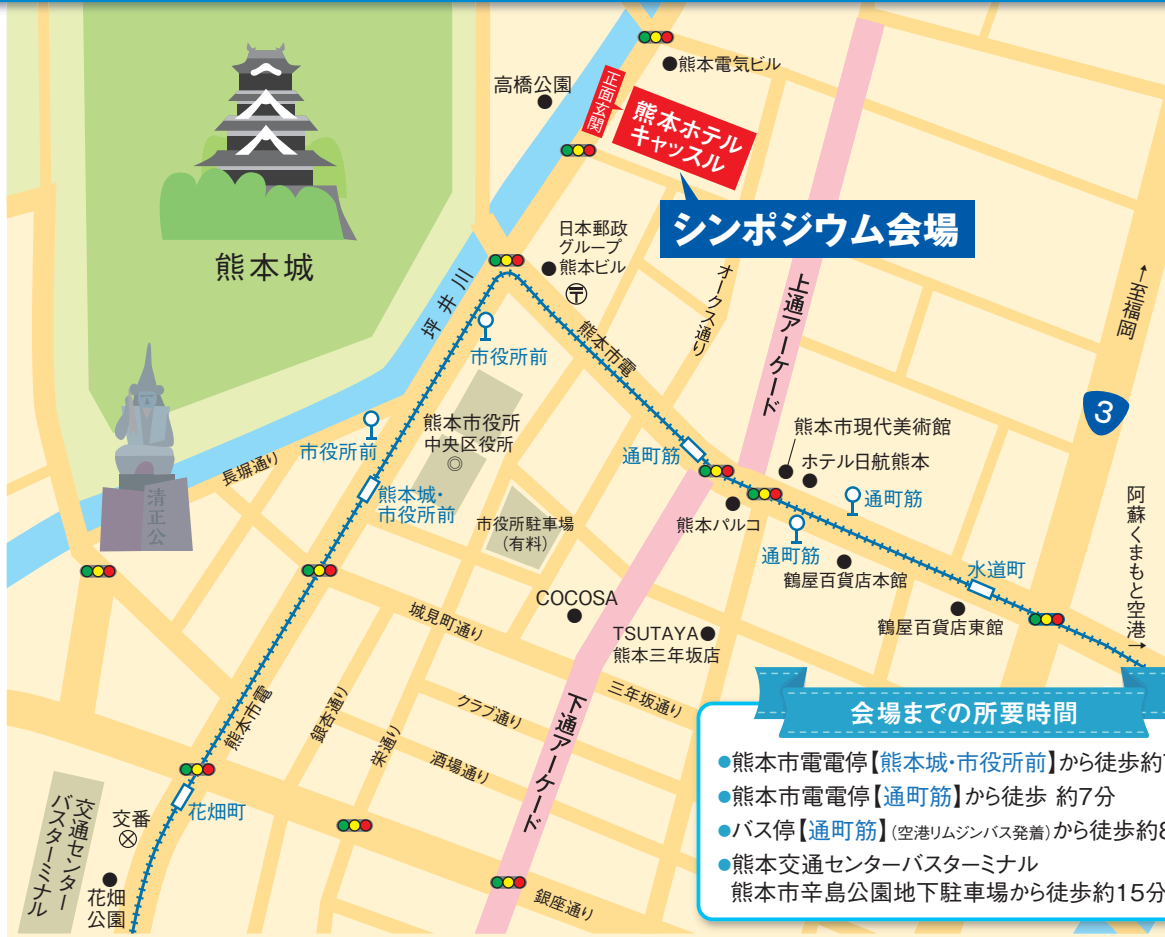 熊本電気ビル
高橋公園
正面玄関
熊本ホテル
キャッスル
シンポジウム会場
熊本城
日本郵政
グループ
熊本ビル
坪井三
オークス通り
上通アーケード
←至福岡
熊本市電
市役所前
3
熊本市役所
中央区役所
市役所前
長塀通り
熊本城・
市役所前
通町筋
熊本市現代美術館
ホテル日航熊本
通町筋
熊本パルコ
通町筋
市役所駐車場
(有料)
清正公
鶴屋百貨店本館
水道町
阿蘇くまもと空港→
鶴屋百貨店東館
COCOSA
城見町通り
TSUTAYA
熊本三年坂店
三年坂通り
クラブ通り
下通アーケード
銀杏通り
栄通り
酒場通り
熊本市電
花畑町
交通センター
バスターミナル
交番
花畑
公園
銀座通り
会場までの所要時間
●熊本市電電停【熊本城・市役所前】から徒歩約
●熊本市電電停【通町筋】から徒歩 約7分
●バス停【通町筋】(空港リムジンバス発着)から徒歩約8
●熊本交通センターバスターミナル
熊本市辛島公園地下駐車場から徒歩約15分